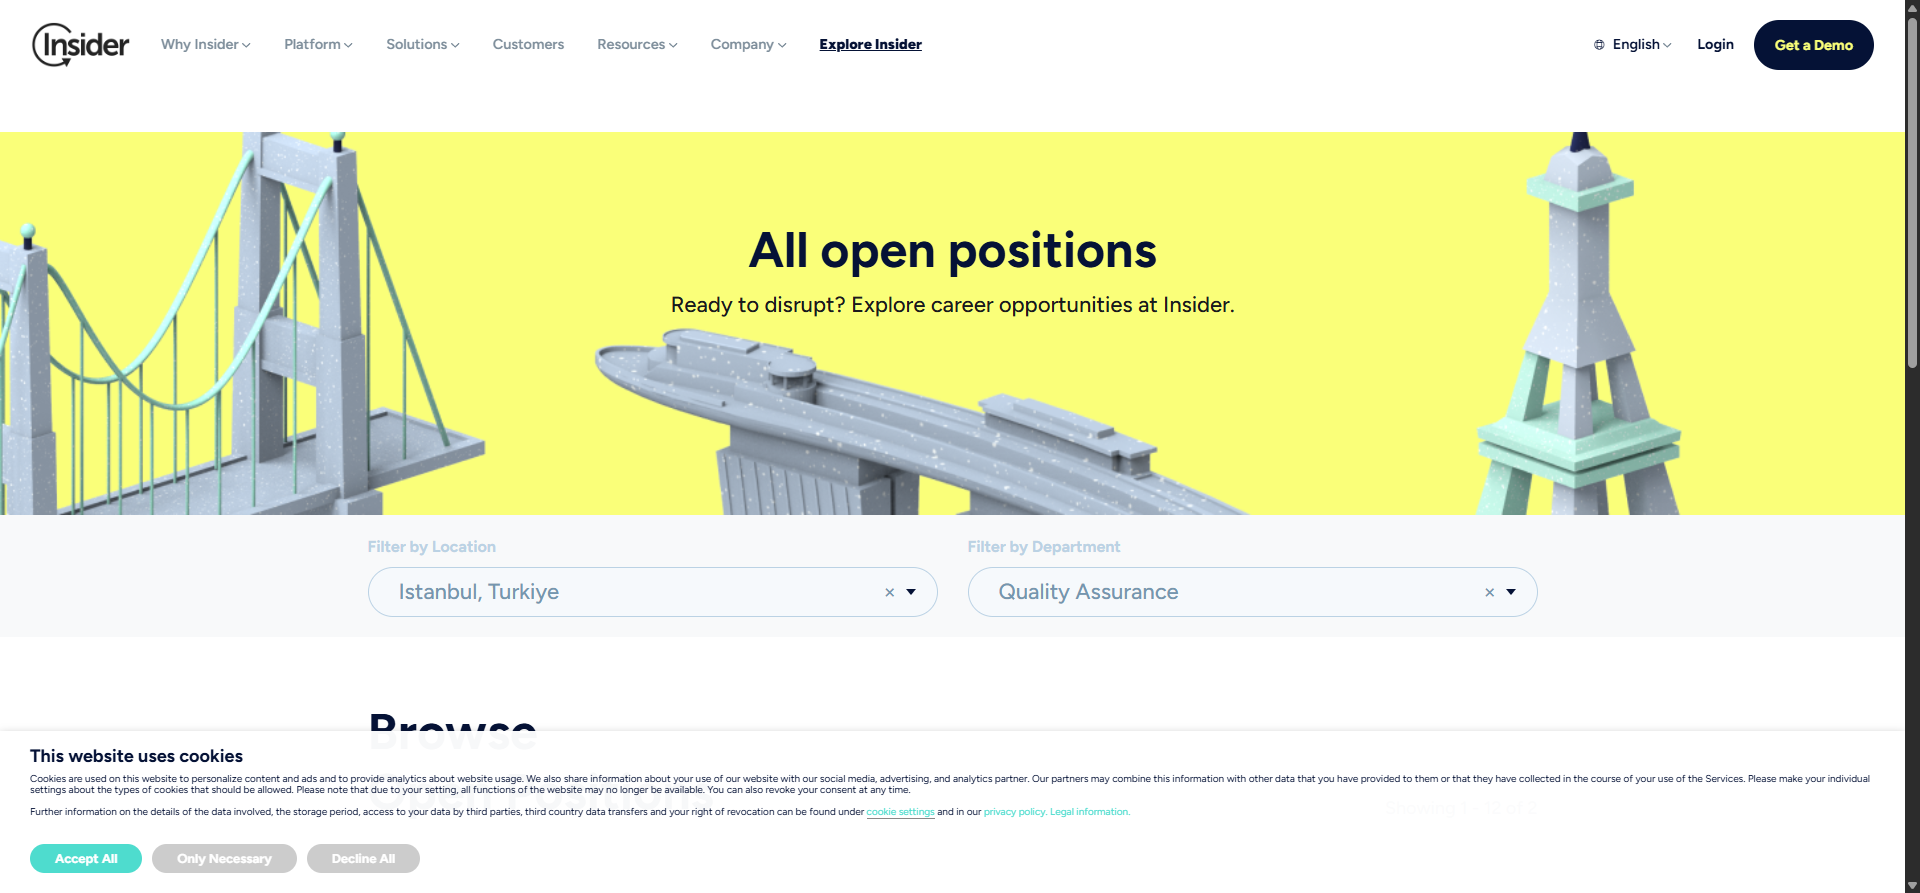 Insider
Why Insider
Platform
Solutions
Customers
Resources
Company
Explore Insider
English
Login
Get a Demo
All open positions
Ready to disrupt? Explore career opportunities at Insider.
Filter by Location
Filter by Department
Istanbul, Turkiye
×
Quality Assurance
×
Browse
This website uses cookies
Cookies are used on this website to personalize content and ads and to provide analytics about website usage. We also share information about your use of our website with our social media, advertising, and analytics partner. Our partners may combine this information with other data that you have provided to them or that they have collected in the course of your use of the Services. Please make your individual
settings about the types of cookies that should be allowed. Please note that due to your setting, all functions of the website may no longer be available. You can also revoke your consent at any time.
Further information on the details of the data involved, the storage period, access to your data by third parties, third country data transfers and your right of revocation can be found under cookie settings and in our privacy policy. Legal information.
Accept All
Only Necessary
Decline All